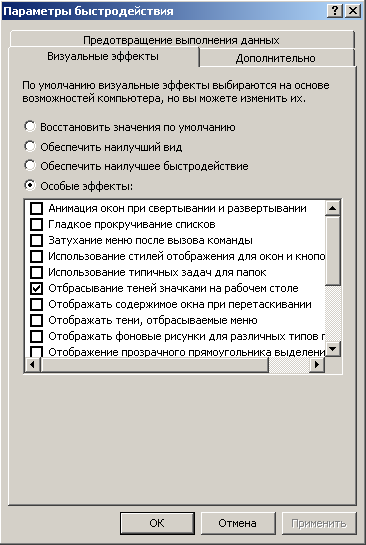 Параметры быстродействия
Предотвращение выполнения данных
Визуальные эффекты
Дополнительно
По умолчанию визуальные эффекты выбираются на основе
возможностей компьютера, но вы можете изменить их.
Восстановить значения по умолчанию
Обеспечить наилучший вид
Обеспечить наилучшее быстродействие
Особые эффекты:
Анимация окон при свертывании и развертывании
Гладкое прокручивание списков
Затухание меню после вызова команды
Использование стилей отображения для окон и кнопо
Использование типичных задач для папок
Отбрасывание теней значками на рабочем столе
Отображать содержимое окна при перетаскивании
Отображать тени, отбрасываемые меню
Отображать фоновые рисунки для различных типов п
Отображение прозрачного прямоугольника выделени
ОК
Отмена
Применить